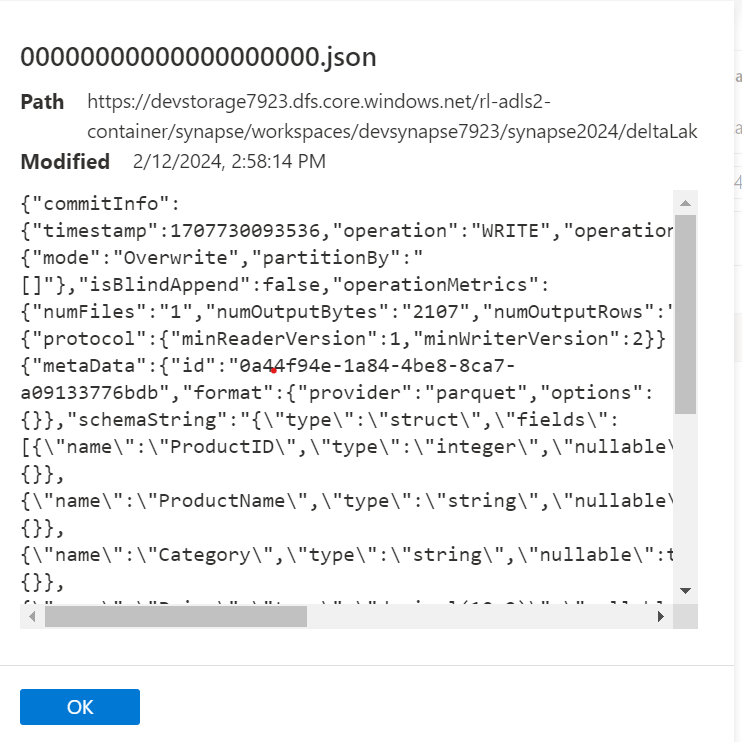 00000000000000000000.json
Path https://devstorage7923.dfs.core.windows.net/rl-adls2-
container/synapse/workspaces/devsynapse7923/synapse2024/deltaLak
Modified 2/12/2024, 2:58:14 PM
{"commitInfo":
{"timestamp":1707730093536,"operation":"WRITE","operation
{"mode":"Overwrite","partitionBy":"
[]"},"isBlindAppend":false,"operationMetrics":
{"numFiles":"1","numOutputBytes":"2107","numOutputRows":"
{"protocol":{"minReaderVersion":1,"minWriterVersion":2}}
{"metaData":{"id":"0a44f94e-1a84-4be8-8ca7-
a09133776bdb","format":{"provider":"parquet","options":
{}},"schemaString":"{\"type\":\"struct\",\"fields\":
[{\"name\":\"ProductID\",\"type\":\"integer\",\"nullable\
{}},
{\"name\":\"ProductName\",\"type\":\"string\",\"nullable\
{}},
{\"name\":\"Category\",\"type\":\"string\",\"nullable\":t
{}},
OK